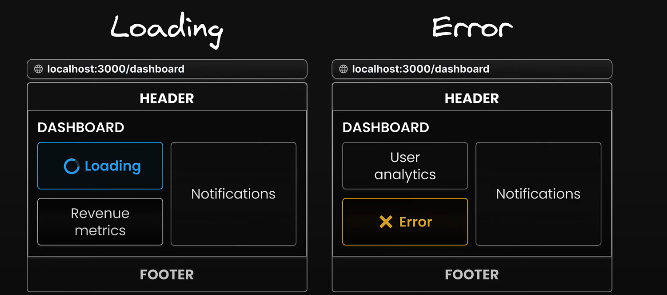 Loading
localhost:3000/dashboard
HEADER
DASHBOARD
Loading
Revenue
metrics
Notifications
FOOTER
Error
localhost:3000/dashboard
HEADER
DASHBOARD
User
analytics
Error
Notifications
FOOTER